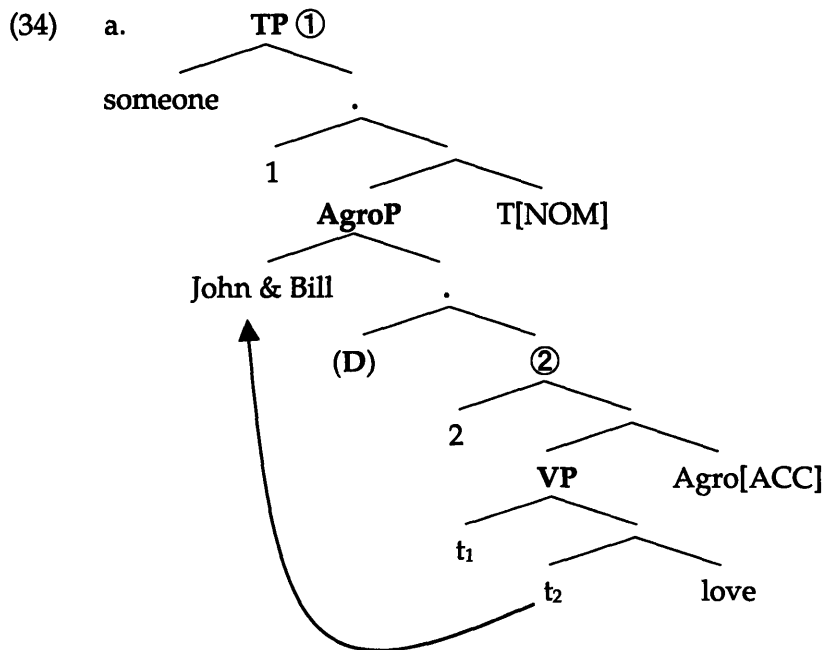 (34) a. TP ①
someone .
1
AgroP T[NOM]
John & Bill .
(D) ②
2
VP Agro[ACC]
t₁
t₂ love